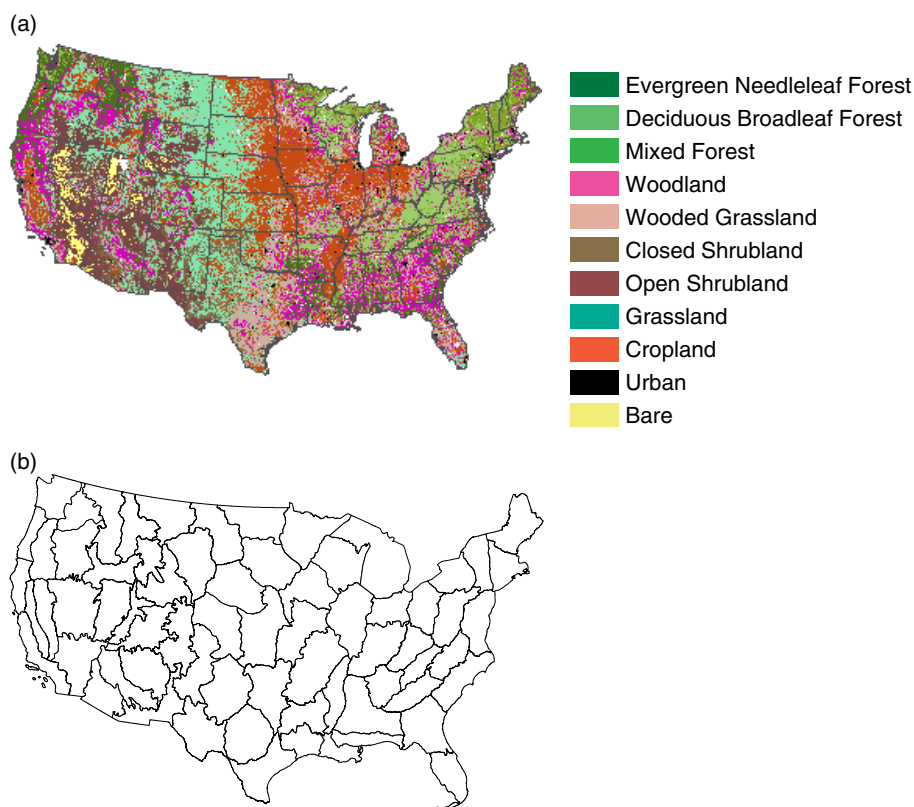 (a)
Evergreen Needleleaf Forest
Deciduous Broadleaf Forest
Mixed Forest
Woodland
Wooded Grassland
Closed Shrubland
Open Shrubland
Grassland
Cropland
Urban
Bare
(b)